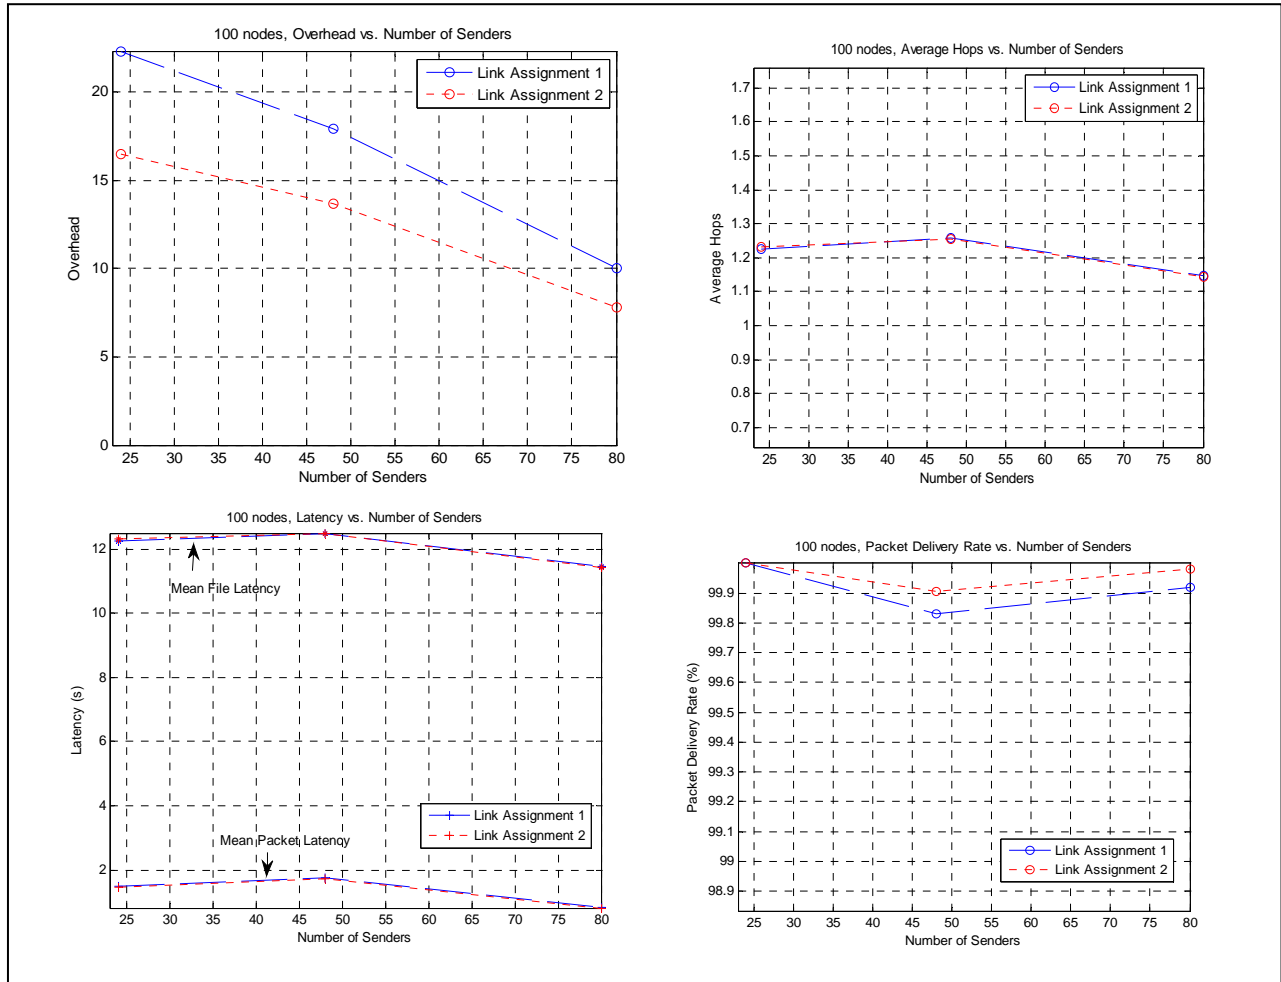 100 nodes, Overhead vs. Number of Senders
Link Assignment 1
Link Assignment 2
20
15
10
5
0
Overhead
25 30 35 40 45 50 55 60 65 70 75 80
Number of Senders
100 nodes, Average Hops vs. Number of Senders
Link Assignment 1
Link Assignment 2
1.7
1.6
1.5
1.4
1.3
1.2
1.1
1
0.9
0.8
0.7
Average Hops
25 30 35 40 45 50 55 60 65 70 75 80
Number of Senders
100 nodes, Latency vs. Number of Senders
12
10
8
6
4
2
Latency (s)
Mean File Latency
Mean Packet Latency
Link Assignment 1
Link Assignment 2
25 30 35 40 45 50 55 60 65 70 75 80
Number of Senders
100 nodes, Packet Delivery Rate vs. Number of Senders
99.9
99.8
99.7
99.6
99.5
99.4
99.3
99.2
99.1
99
98.9
Packet Delivery Rate (%)
Link Assignment 1
Link Assignment 2
25 30 35 40 45 50 55 60 65 70 75 80
Number of Senders